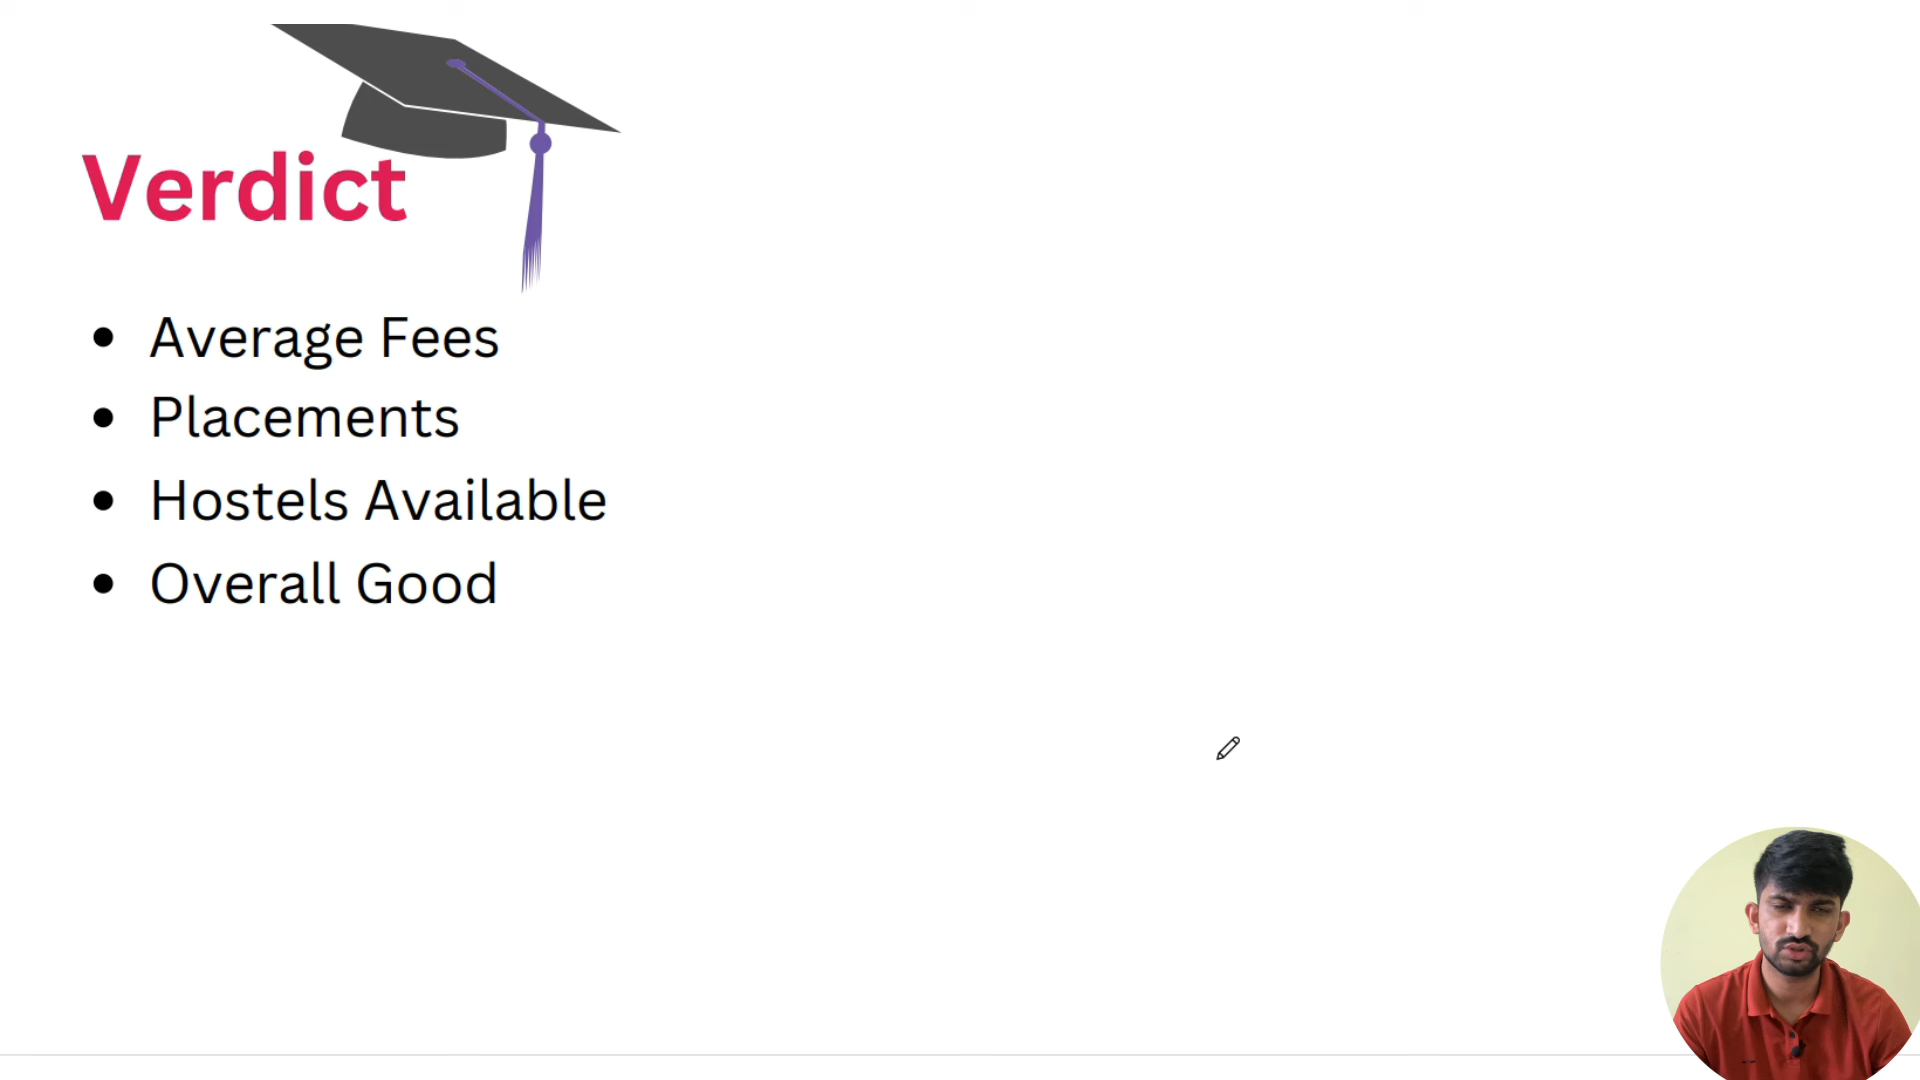 Verdict
• Average Fees
• Placements
• Hostels Available
• Overall Good